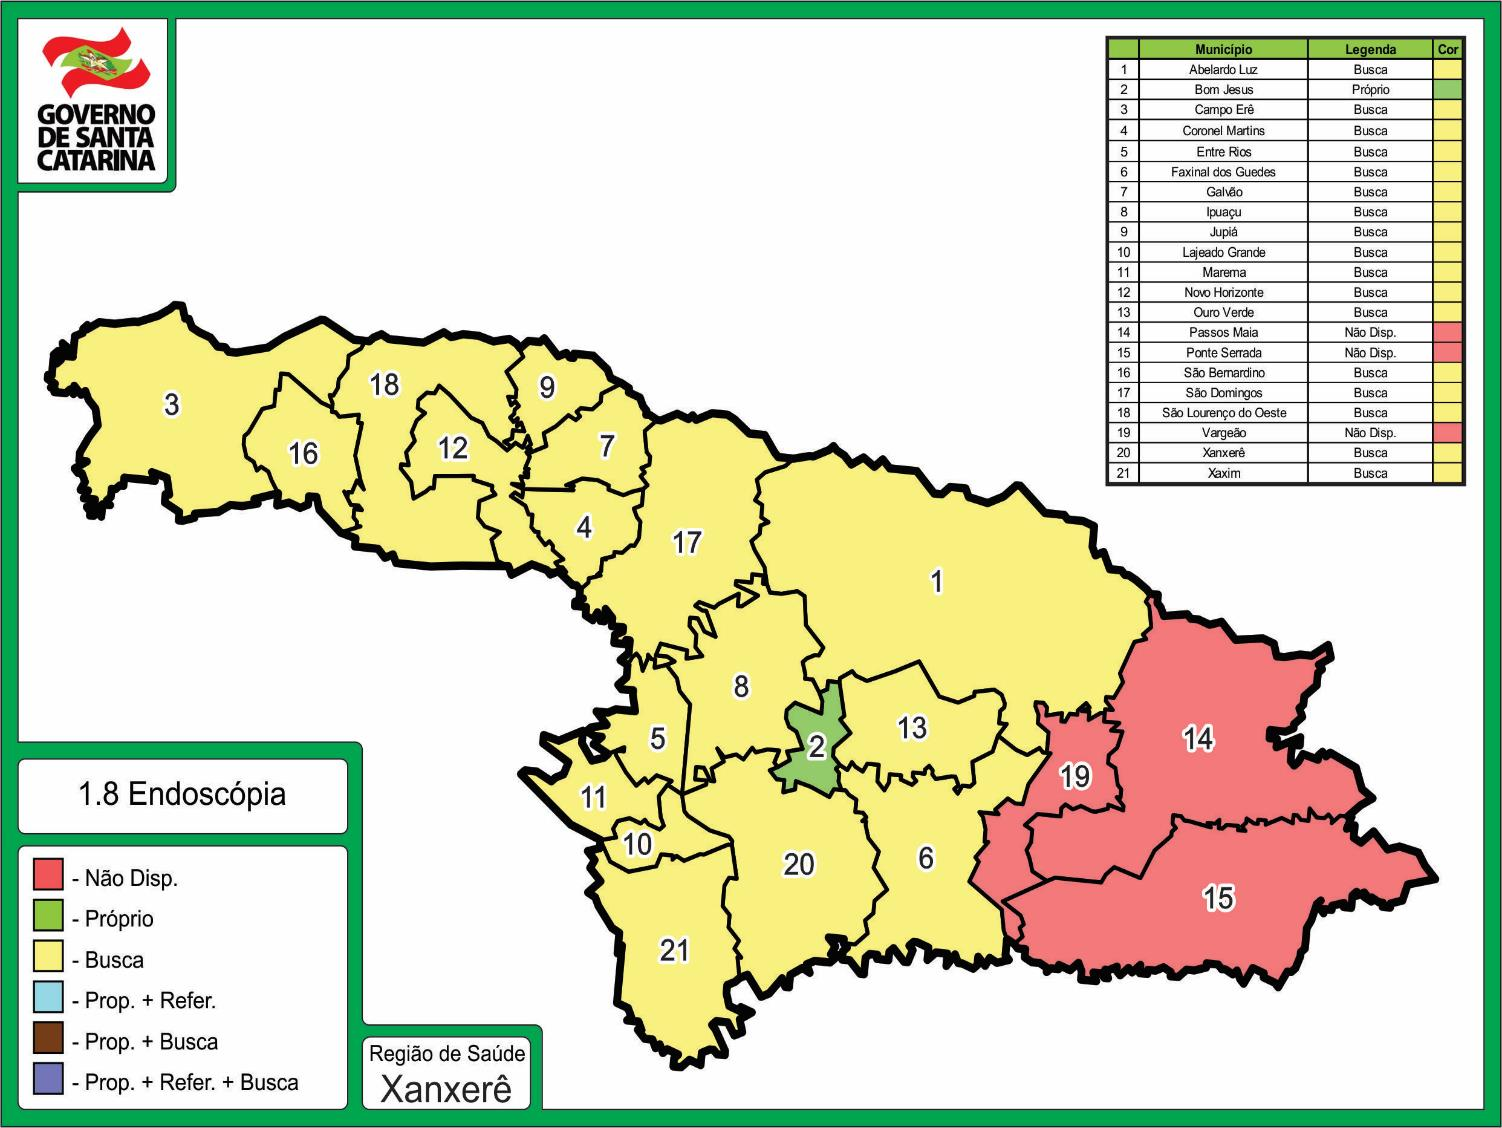 GOVERNO
DE SANTA
CATARINA
Município Legenda Cor
1 Abelardo Luz Busca
2 Bom Jesus Próprio
3 Campo Erê Busca
4 Coronel Martins Busca
5 Entre Rios Busca
6 Faxinal dos Guedes Busca
7 Galvão Busca
8 Ipuaçu Busca
9 Jupiá Busca
10 Lajeado Grande Busca
11 Marema Busca
12 Novo Horizonte Busca
13 Ouro Verde Busca
14 Passos Maia Não Disp.
15 Ponte Serrada Não Disp.
16 São Bernardino Busca
17 São Domingos Busca
18 São Lourenço do Oeste Busca
19 Vargeão Não Disp.
20 Xanxerê Busca
21 Xaxim Busca
3
18
9
16
12
7
4
17
1
8
5
2
13
14
19
11
10
20
6
15
21
1.8 Endoscópia
- Não Disp.
- Próprio
- Busca
- Prop. + Refer.
- Prop. + Busca
- Prop. + Refer. + Busca
Região de Saúde
Xanxerê